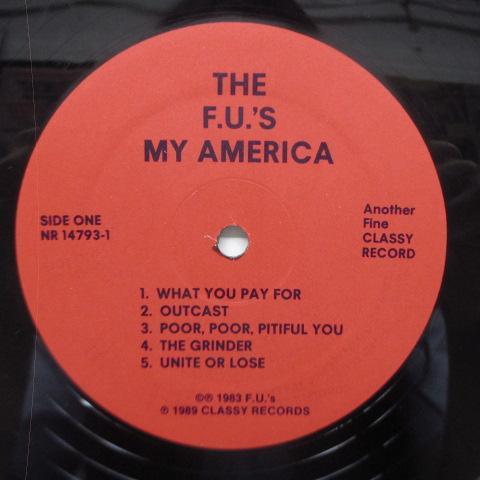 THE
F.U.'S
MY AMERICA
SIDE ONE
NR 14793-1
Another
Fine
CLASSY
RECORD
1. WHAT YOU PAY FOR
2. OUTCAST
3. POOR, POOR, PITIFUL YOU
4. THE GRINDER
5. UNITE OR LOSE
©℗ 1983 F.U.'s
℗ 1989 CLASSY RECORDS